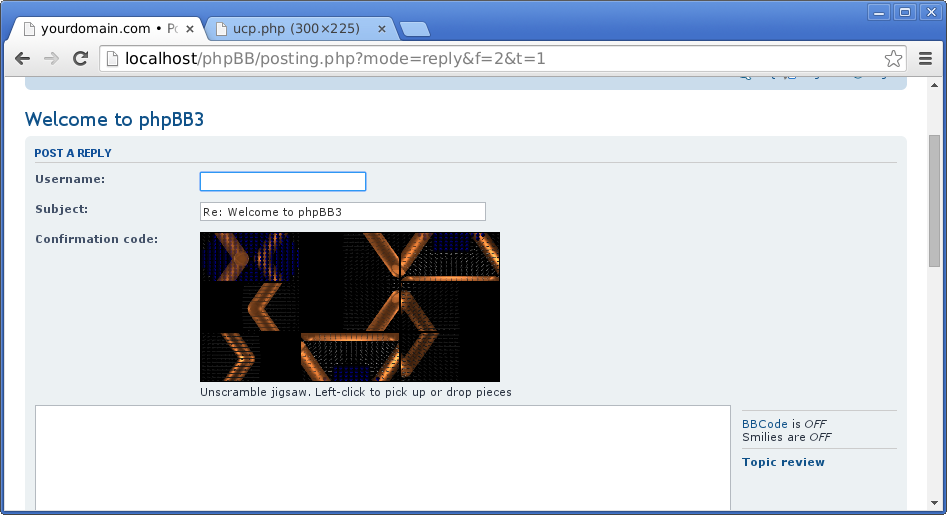 yourdomain.com • Po
ucp.php (300×225)
localhost/phpBB/posting.php?mode=reply&f=2&t=1
Welcome to phpBB3
POST A REPLY
Username:
Subject:
Re: Welcome to phpBB3
Confirmation code:
Unscramble jigsaw. Left-click to pick up or drop pieces
BBCode is OFF
Smilies are OFF
Topic review